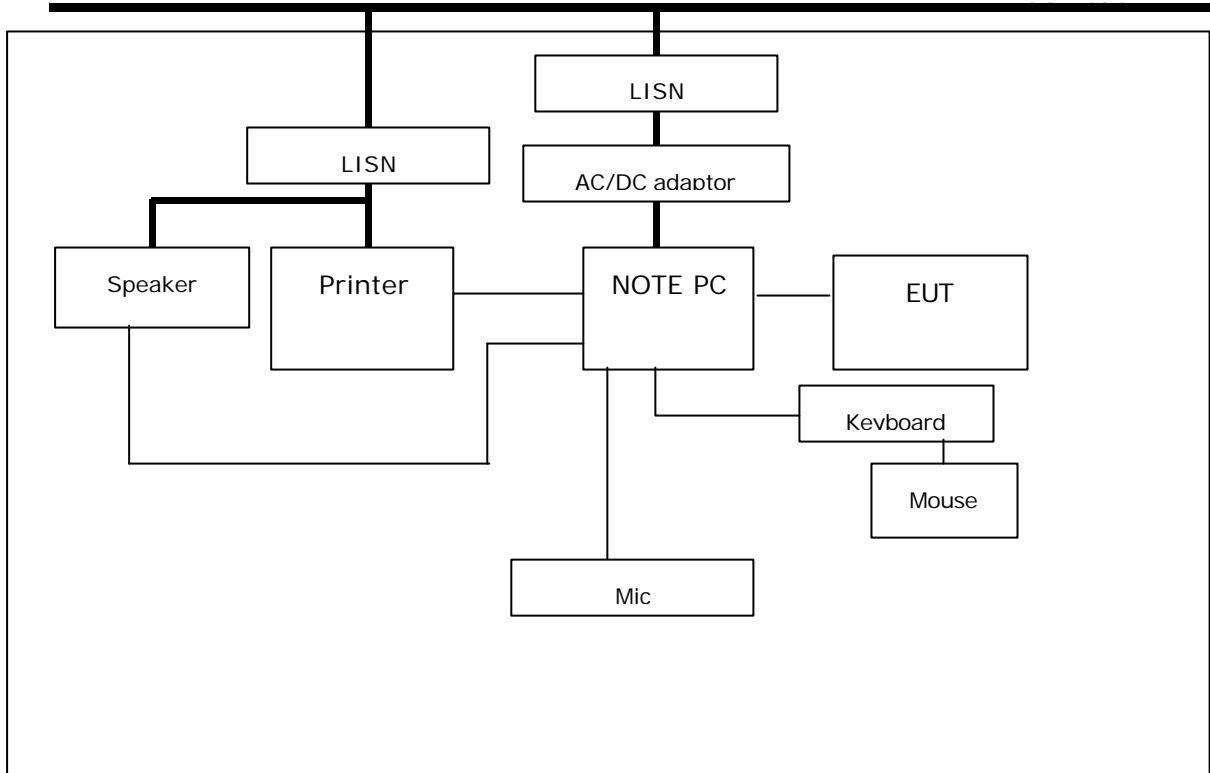 LISN
LISN
AC/DC adaptor
Speaker
Printer
NOTE PC
EUT
Keyboard
Mouse
Mic